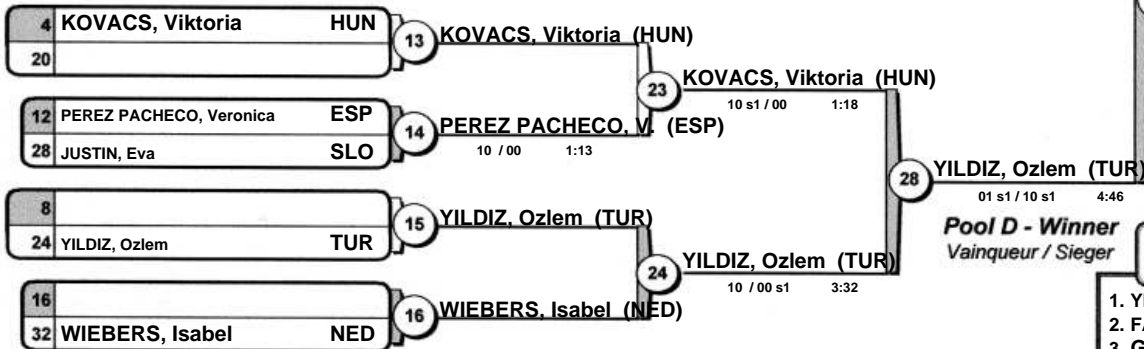 4 KOVACS, Viktoria HUN
20
13 KOVACS, Viktoria (HUN)
12 PEREZ PACHECO, Veronica ESP
28 JUSTIN, Eva SLO
14 PEREZ PACHECO, V. (ESP)
10 / 00 1:13
23 KOVACS, Viktoria (HUN)
10 s1 / 00 1:18
8
24 YILDIZ, Ozlem TUR
15 YILDIZ, Ozlem (TUR)
16
32 WIEBERS, Isabel NED
16 WIEBERS, Isabel (NED)
24 YILDIZ, Ozlem (TUR)
10 / 00 s1 3:32
28 YILDIZ, Ozlem (TUR)
01 s1 / 10 s1 4:46
Pool D - Winner
Vainqueur / Sieger
1. Y
2. F
3. G